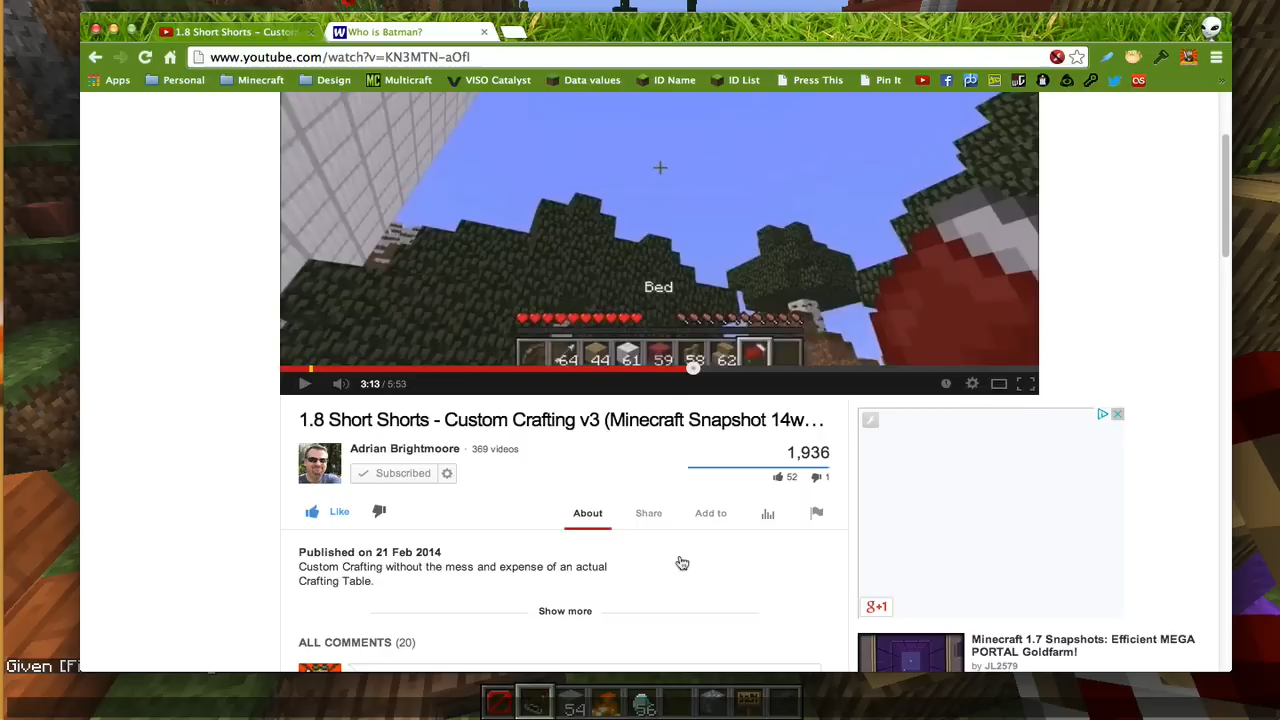 1.8 Short Shorts - Custom
Who is Batman?
www.youtube.com/watch?v=KN3MTN-aOfI
Apps Personal Minecraft Design MC Multicraft VISO Catalyst Data values ID Name ID List Press This Pin It
Bed
64 44 61 59 58 62
3:13 / 5:53
1.8 Short Shorts - Custom Crafting v3 (Minecraft Snapshot 14w...
Adrian Brightmoore · 369 videos
1,936
Subscribed
52 1
Like
About Share Add to
Published on 21 Feb 2014
Custom Crafting without the mess and expense of an actual
Crafting Table.
Show more
ALL COMMENTS (20)
g+1
Minecraft 1.7 Snapshots: Efficient MEGA
PORTAL Goldfarm!
by JL2579
Given [Fi
54 56